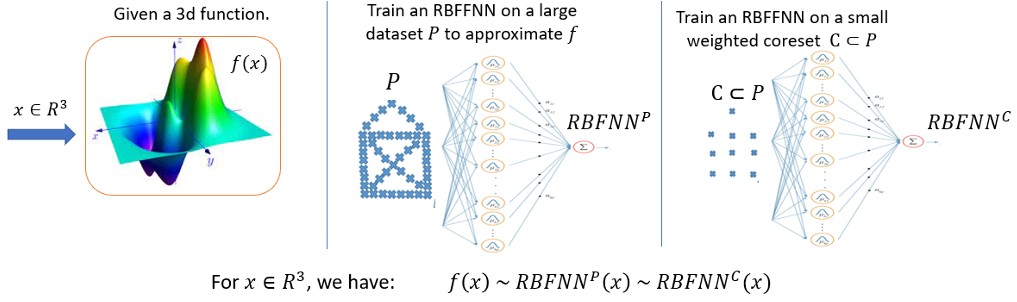 Given a 3d function.
x ∈ R³
f(x)
z
x
y
Train an RBFFNN on a large
dataset P to approximate f
P
RBFNN^P
Σ
Train an RBFFNN on a small
weighted coreset C ⊂ P
C ⊂ P
RBFNN^C
Σ
For x ∈ R³, we have: f(x) ~ RBFNN^P(x) ~ RBFNN^C(x)